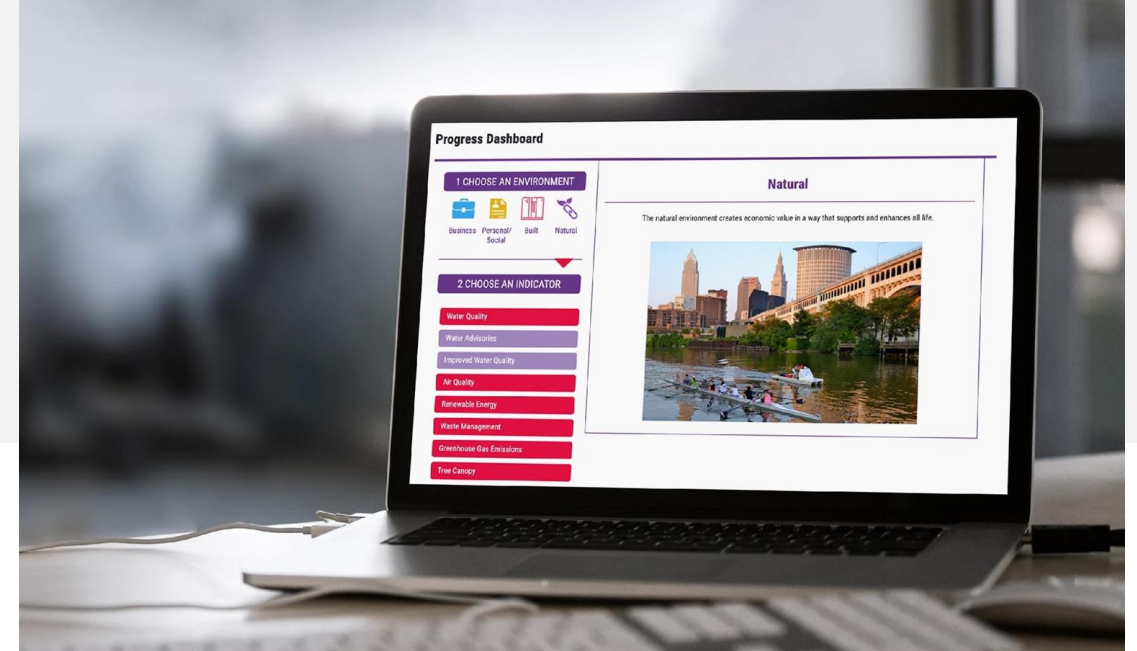 Progress Dashboard
1 CHOOSE AN ENVIRONMENT
Business Personal/ Built Natural
Social
2 CHOOSE AN INDICATOR
Water Quality
Water Advisories
Improved Water Quality
Air Quality
Renewable Energy
Waste Management
Greenhouse Gas Emissions
Tree Canopy
Natural
The natural environment creates economic value in a way that supports and enhances all life.